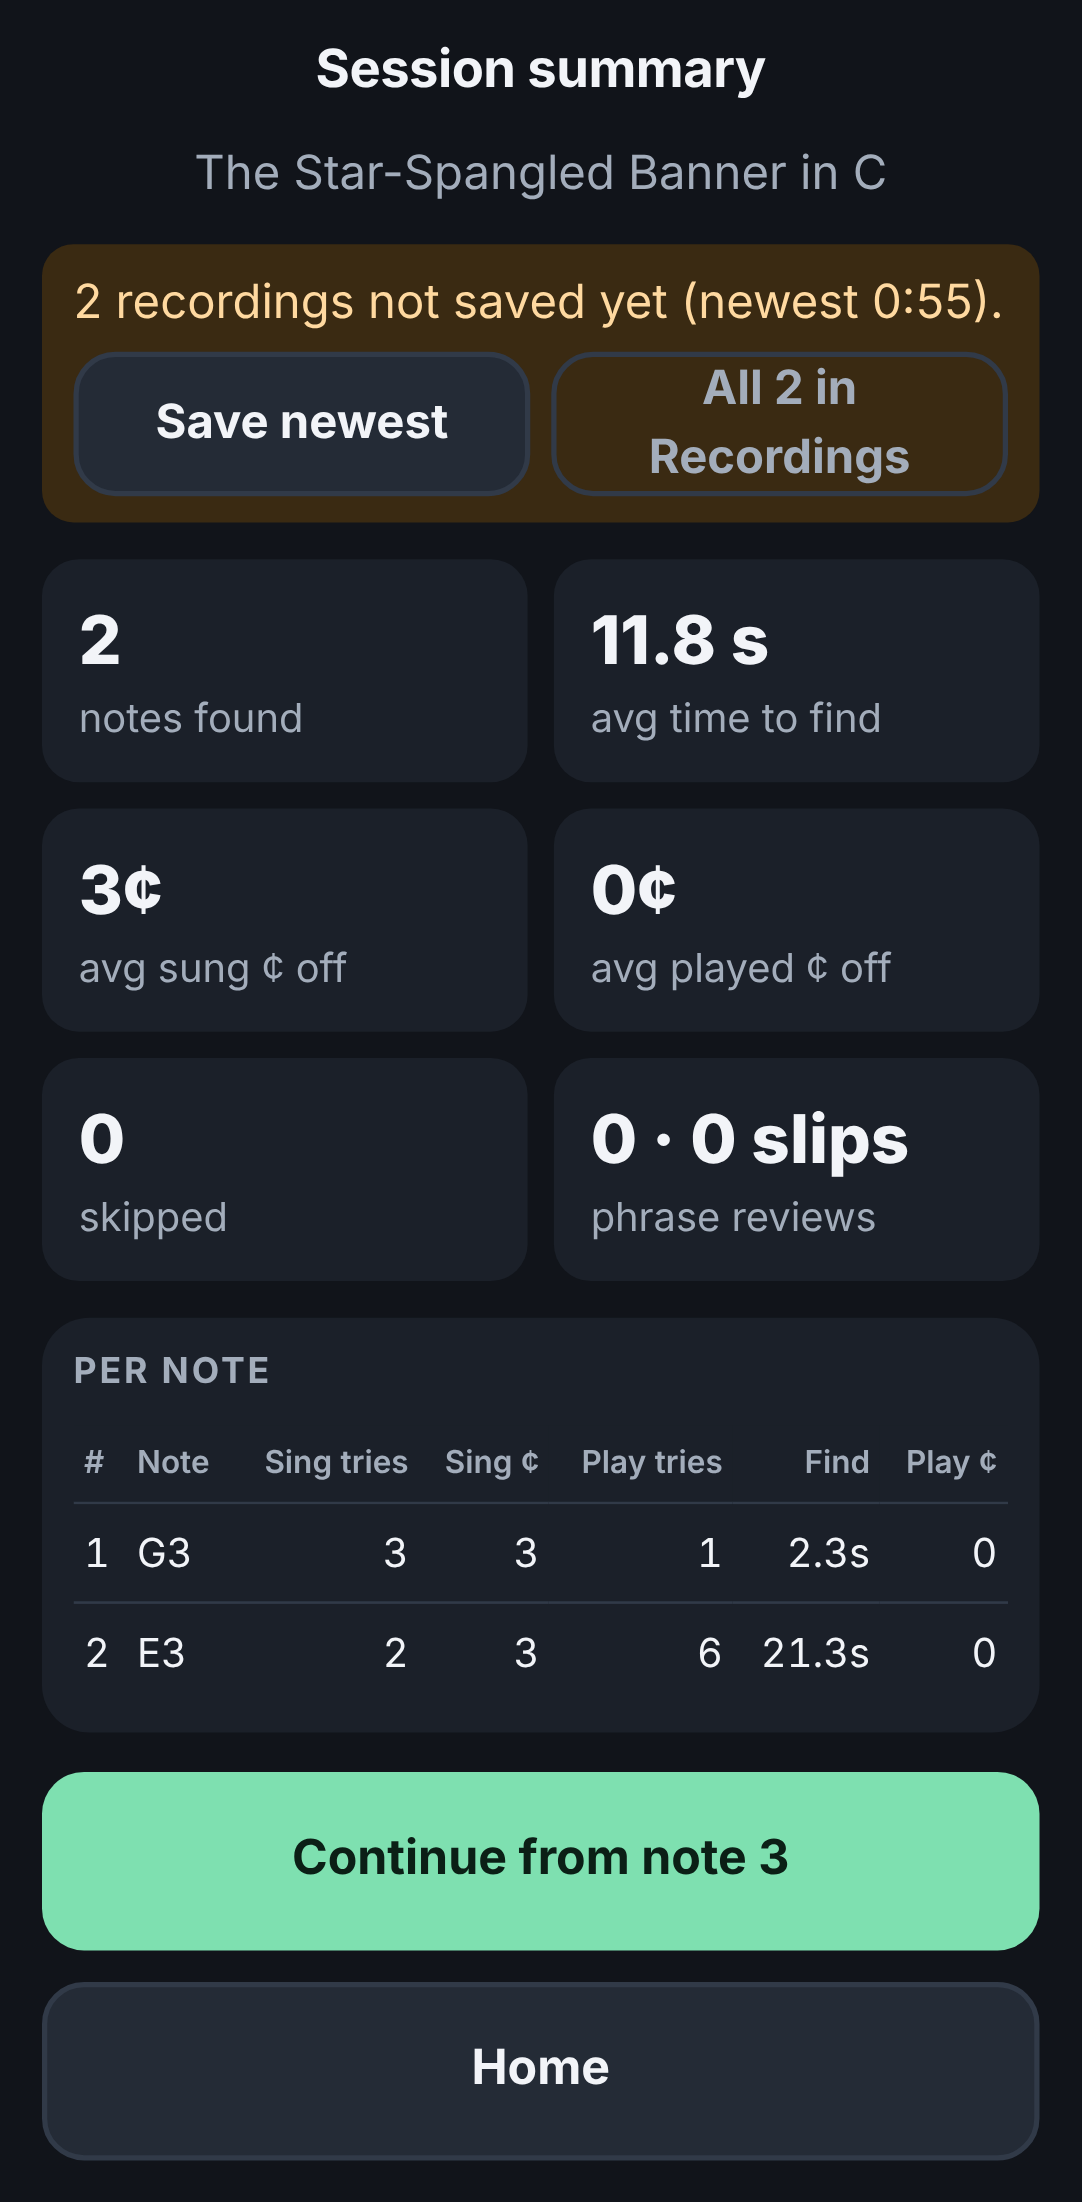 Session summary
The Star-Spangled Banner in C
2 recordings not saved yet (newest 0:55).
Save newest
All 2 in
Recordings
2
notes found
11.8 s
avg time to find
3¢
avg sung ¢ off
0¢
avg played ¢ off
0
skipped
0 · 0 slips
phrase reviews
PER NOTE
# Note Sing tries Sing ¢ Play tries Find Play ¢
1 G3 3 3 1 2.3s 0
2 E3 2 3 6 21.3s 0
Continue from note 3
Home